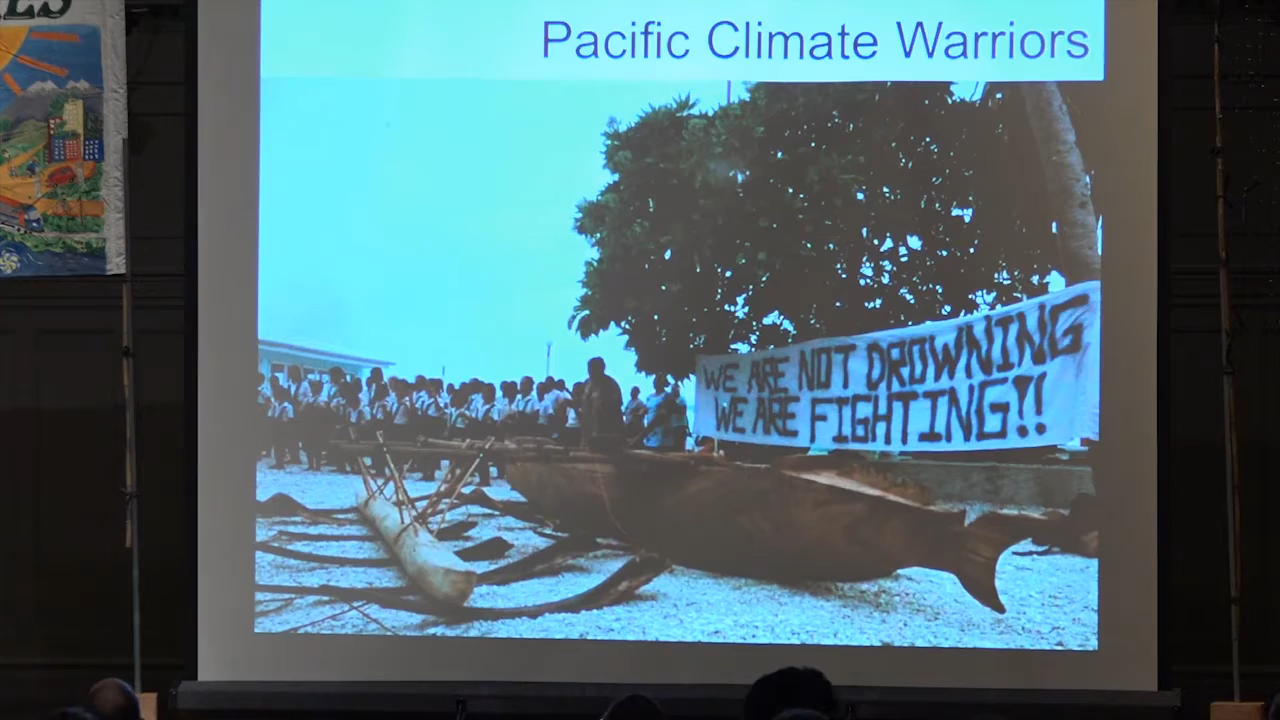 Pacific Climate Warriors
WE ARE NOT DROWNING
WE ARE FIGHTING!!